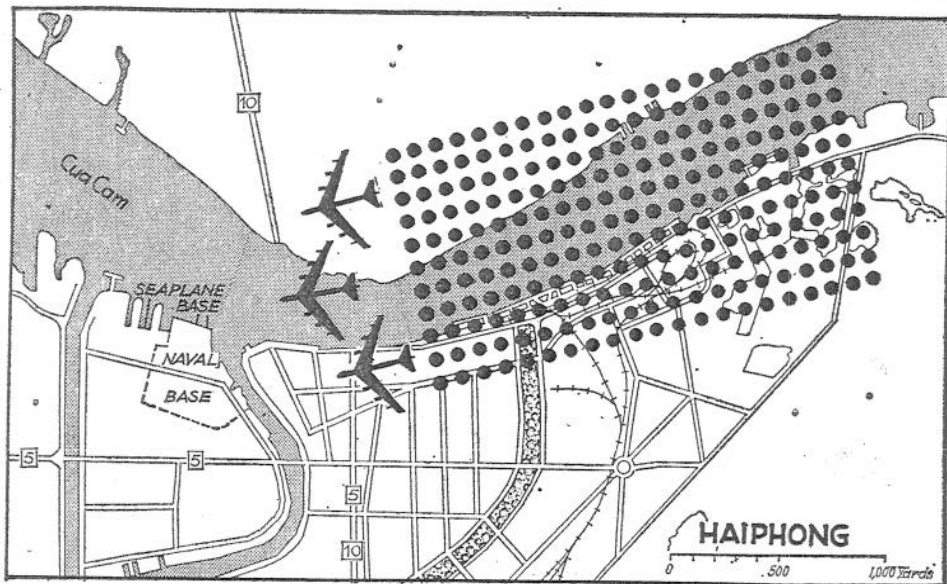 10
Cua Cam
SEAPLANE
BASE
NAVAL
BASE
5
5
5
10
HAIPHONG
0 500 1,000 Yards